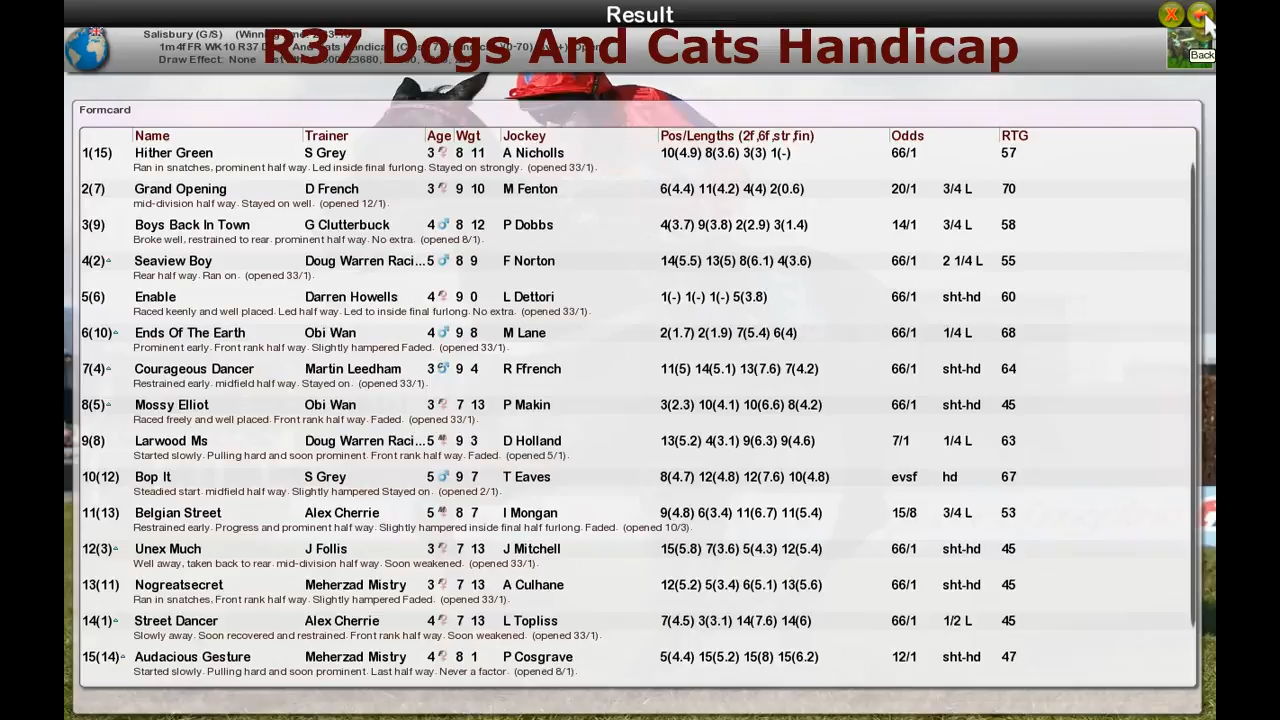 Result
Salisbury (G/S) (Winning
R37 Dogs And Cats Handicap
1m4f FR WK10 R37
Draw Effect: None
Back
Formcard
Name Trainer Age Wgt Jockey Pos/Lengths (2f,6f,str,fin) Odds RTG
1(15) Hither Green S Grey 3 8 11 A Nicholls 10(4.9) 8(3.6) 3(3) 1(-) 66/1 57
Ran in snatches, prominent half way. Led inside final furlong. Stayed on strongly. (opened 33/1).
2(7) Grand Opening D French 3 9 10 M Fenton 6(4.4) 11(4.2) 4(4) 2(0.6) 20/1 3/4 L 70
mid-division half way. Stayed on well. (opened 12/1).
3(9) Boys Back In Town G Clutterbuck 4 8 12 P Dobbs 4(3.7) 9(3.8) 2(2.9) 3(1.4) 14/1 3/4 L 58
Broke well, restrained to rear. prominent half way. No extra. (opened 8/1).
4(2) Seaview Boy Doug Warren Raci... 5 8 9 F Norton 14(5.5) 13(5) 8(6.1) 4(3.6) 66/1 2 1/4 L 55
Rear half way. Ran on. (opened 33/1).
5(6) Enable Darren Howells 4 9 0 L Dettori 1(-) 1(-) 1(-) 5(3.8) 66/1 sht-hd 60
Raced keenly and well placed. Led half way. Led to inside final furlong. No extra. (opened 33/1).
6(10) Ends Of The Earth Obi Wan 4 9 8 M Lane 2(1.7) 2(1.9) 7(5.4) 6(4) 66/1 1/4 L 68
Prominent early. Front rank half way. Slightly hampered Faded. (opened 33/1).
7(4) Courageous Dancer Martin Leedham 3 9 4 R Ffrench 11(5) 14(5.1) 13(7.6) 7(4.2) 66/1 sht-hd 64
Restrained early. midfield half way. Stayed on. (opened 33/1).
8(5) Mossy Elliot Obi Wan 3 7 13 P Makin 3(2.3) 10(4.1) 10(6.6) 8(4.2) 66/1 sht-hd 45
Raced freely and well placed. Front rank half way. Faded. (opened 33/1).
9(8) Larwood Ms Doug Warren Raci... 5 9 3 D Holland 13(5.2) 4(3.1) 9(6.3) 9(4.6) 7/1 1/4 L 63
Started slowly. Pulling hard and soon prominent. Front rank half way. Faded. (opened 5/1).
10(12) Bop It S Grey 5 9 7 T Eaves 8(4.7) 12(4.8) 12(7.6) 10(4.8) evsf hd 67
Steadied start. midfield half way. Slightly hampered Stayed on. (opened 2/1).
11(13) Belgian Street Alex Cherrie 5 8 7 I Mongan 9(4.8) 6(3.4) 11(6.7) 11(5.4) 15/8 3/4 L 53
Restrained early. Progress and prominent half way. Slightly hampered inside final half furlong. Faded. (opened 10/3).
12(3) Unex Much J Follis 3 7 13 J Mitchell 15(5.8) 7(3.6) 5(4.3) 12(5.4) 66/1 sht-hd 45
Well away, taken back to rear. mid-division half way. Soon weakened. (opened 33/1).
13(11) Nogreatsecret Meherzad Mistry 3 7 13 A Culhane 12(5.2) 5(3.4) 6(5.1) 13(5.6) 66/1 sht-hd 45
Ran in snatches, Front rank half way. Slightly hampered Faded. (opened 33/1).
14(1) Street Dancer Alex Cherrie 4 7 13 L Topliss 7(4.5) 3(3.1) 14(7.6) 14(6) 66/1 1/2 L 45
Slowly away. Soon recovered and restrained. Front rank half way. Soon weakened. (opened 33/1).
15(14) Audacious Gesture Meherzad Mistry 4 8 1 P Cosgrave 5(4.4) 15(5.2) 15(8) 15(6.2) 12/1 sht-hd 47
Started slowly. Pulling hard and soon prominent. Last half way. Never a factor. (opened 8/1).